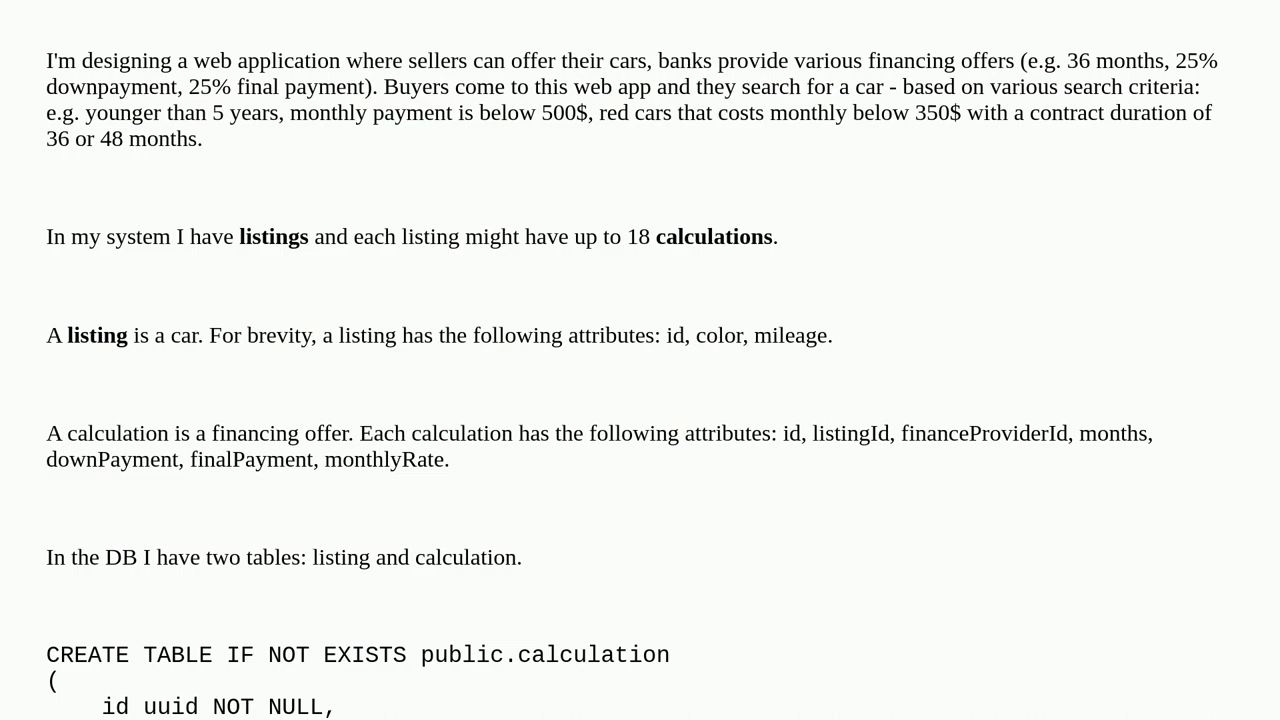 I'm designing a web application where sellers can offer their cars, banks provide various financing offers (e.g. 36 months, 25%
downpayment, 25% final payment). Buyers come to this web app and they search for a car - based on various search criteria:
e.g. younger than 5 years, monthly payment is below 500$, red cars that costs monthly below 350$ with a contract duration of
36 or 48 months.
In my system I have listings and each listing might have up to 18 calculations.
A listing is a car. For brevity, a listing has the following attributes: id, color, mileage.
A calculation is a financing offer. Each calculation has the following attributes: id, listingId, financeProviderId, months,
downPayment, finalPayment, monthlyRate.
In the DB I have two tables: listing and calculation.
CREATE TABLE IF NOT EXISTS public.calculation
(
    id uuid NOT NULL,